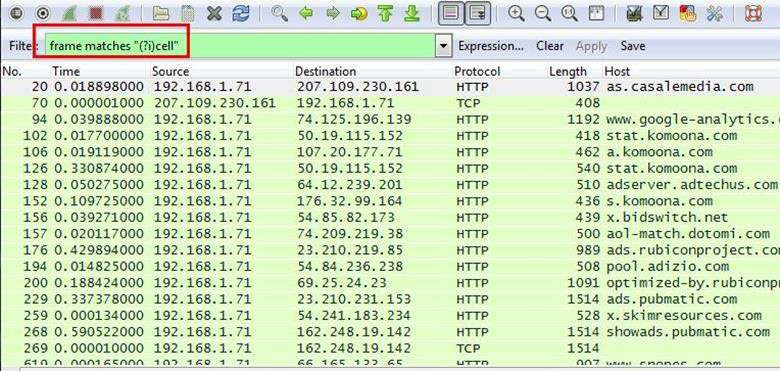 Filter: frame matches "(?i)cell" Expression... Clear Apply Save
No. Time Source Destination Protocol Length Host
20 0.018898000 192.168.1.71 207.109.230.161 HTTP 1037 as.casalemedia.com
70 0.000001000 207.109.230.161 192.168.1.71 TCP 408
94 0.039888000 192.168.1.71 74.125.196.139 HTTP 1192 www.google-analytics.
102 0.017700000 192.168.1.71 50.19.115.152 HTTP 418 stat.komoona.com
106 0.019119000 192.168.1.71 107.20.177.71 HTTP 462 a.komoona.com
126 0.330874000 192.168.1.71 50.19.115.152 HTTP 540 stat.komoona.com
128 0.050275000 192.168.1.71 64.12.239.201 HTTP 510 adserver.adtechus.com
152 0.109725000 192.168.1.71 176.32.99.164 HTTP 436 s.komoona.com
156 0.039271000 192.168.1.71 54.85.82.173 HTTP 439 x.bidswitch.net
157 0.020117000 192.168.1.71 74.209.219.38 HTTP 500 aol-match.dotomi.com
176 0.429894000 192.168.1.71 23.210.219.85 HTTP 989 ads.rubiconproject.com
194 0.014825000 192.168.1.71 54.84.236.238 HTTP 508 pool.adizio.com
200 0.188424000 192.168.1.71 69.25.24.23 HTTP 1091 optimized-by.rubiconpr
229 0.337378000 192.168.1.71 23.210.231.153 HTTP 1514 ads.pubmatic.com
259 0.000134000 192.168.1.71 54.241.183.234 HTTP 528 x.skimresources.com
268 0.590522000 192.168.1.71 162.248.19.142 HTTP 1514 showads.pubmatic.com
269 0.000010000 192.168.1.71 162.248.19.142 TCP 1514
619 0.000165000 192.168.1.71 66.165.133.65 HTTP 907 www.snopes.com